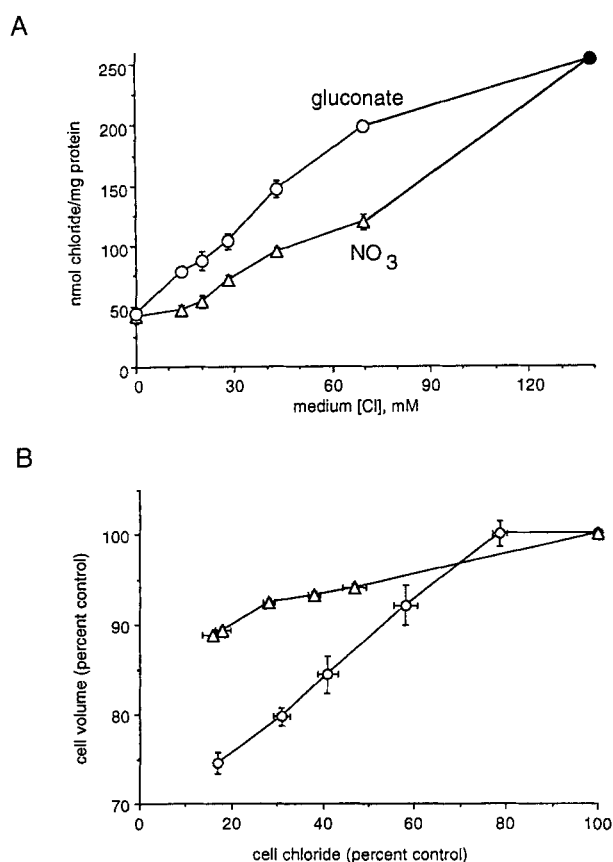 A
nmol chloride/mg protein
250
200
150
100
50
0
gluconate
NO3
0 30 60 90 120
medium [Cl], mM
B
cell volume (percent control)
100
90
80
70
0 20 40 60 80 100
cell chloride (percent control)